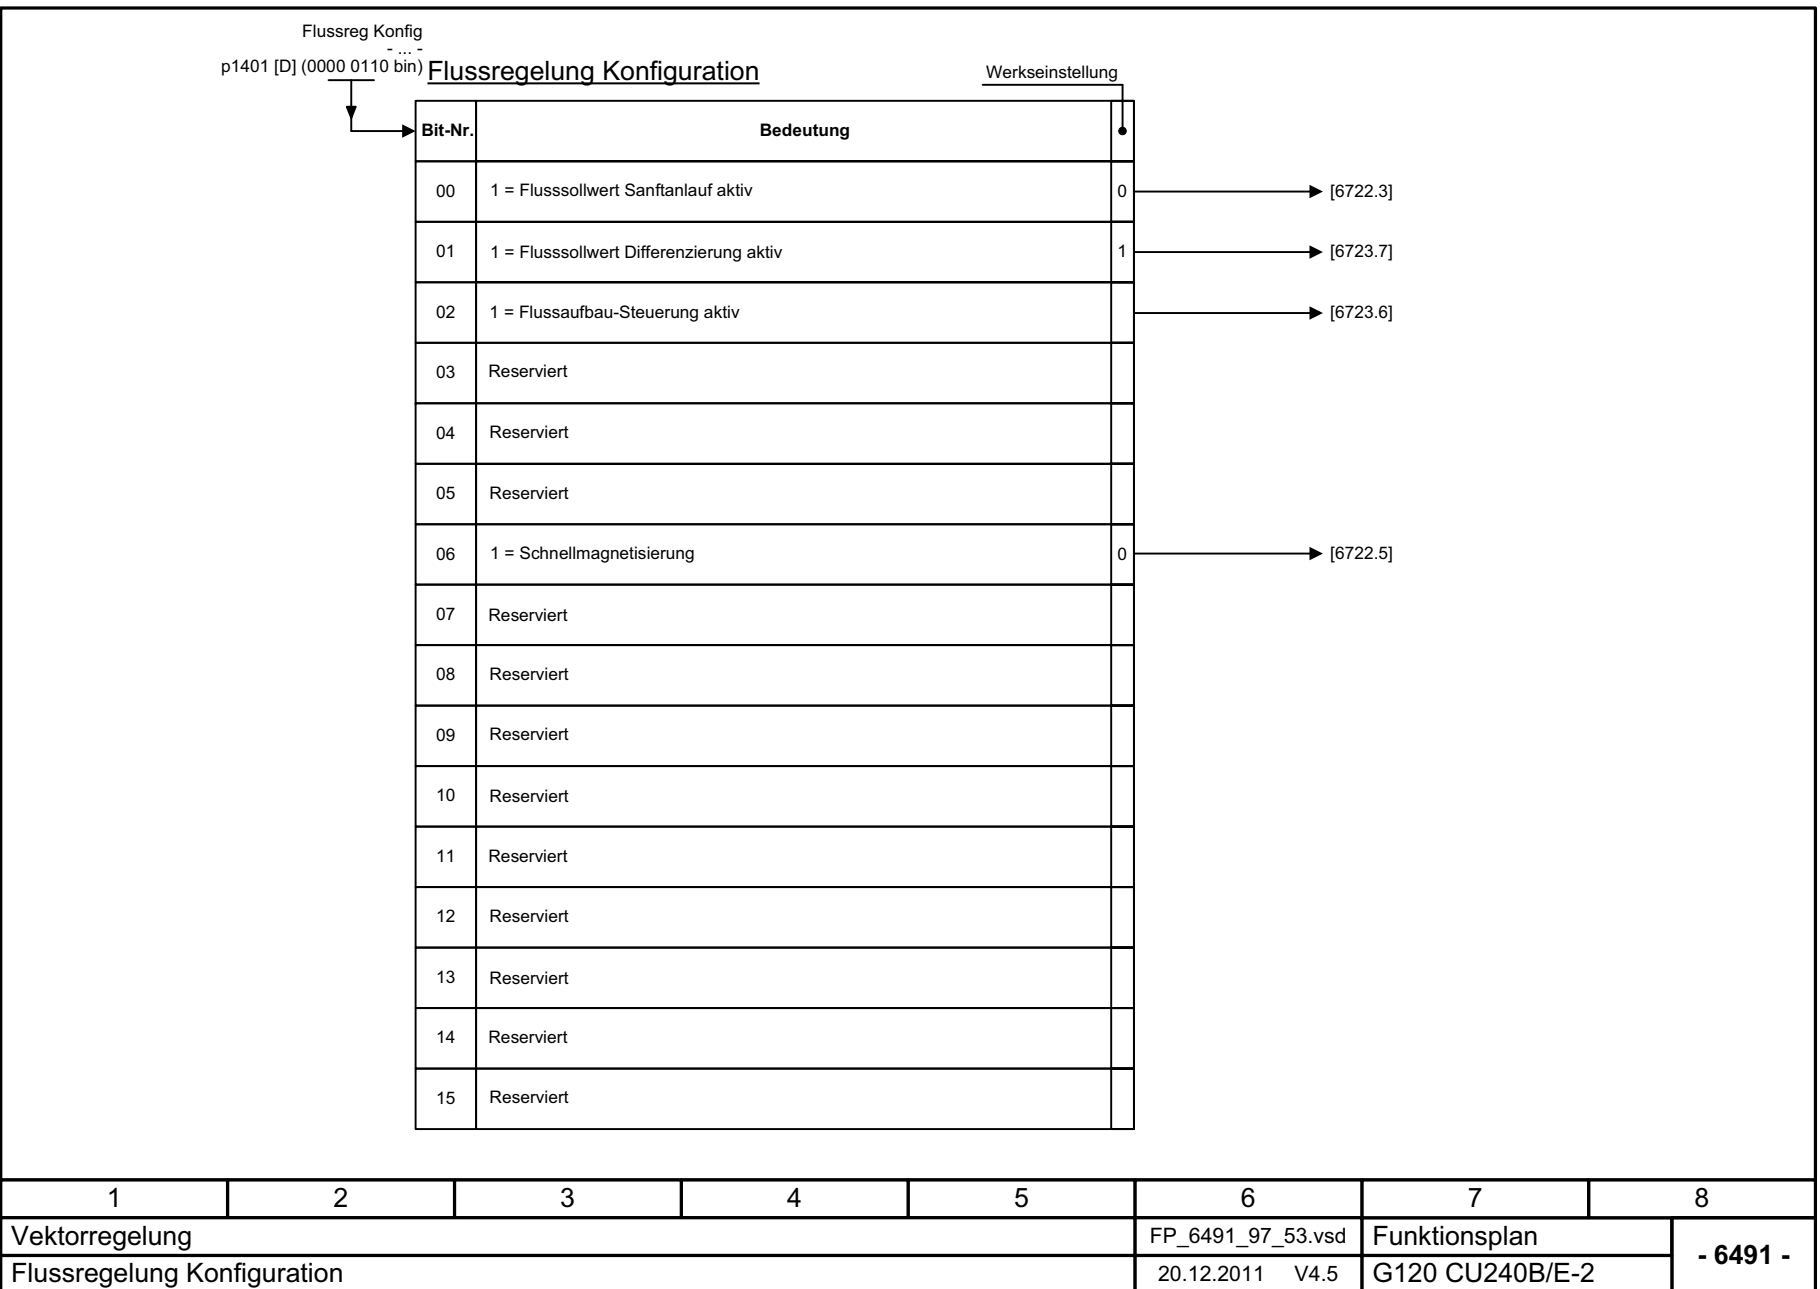 Flussreg Konfig
- ... -
p1401 [D] (0000 0110 bin)
Flussregelung Konfiguration
Werkseinstellung
Bit-Nr. Bedeutung
00 1 = Flusssollwert Sanftanlauf aktiv 0 [6722.3]
01 1 = Flusssollwert Differenzierung aktiv 1 [6723.7]
02 1 = Flussaufbau-Steuerung aktiv [6723.6]
03 Reserviert
04 Reserviert
05 Reserviert
06 1 = Schnellmagnetisierung 0 [6722.5]
07 Reserviert
08 Reserviert
09 Reserviert
10 Reserviert
11 Reserviert
12 Reserviert
13 Reserviert
14 Reserviert
15 Reserviert
1 2 3 4 5 6 7 8
Vektorregelung FP_6491_97_53.vsd Funktionsplan
- 6491 -
Flussregelung Konfiguration 20.12.2011 V4.5 G120 CU240B/E-2